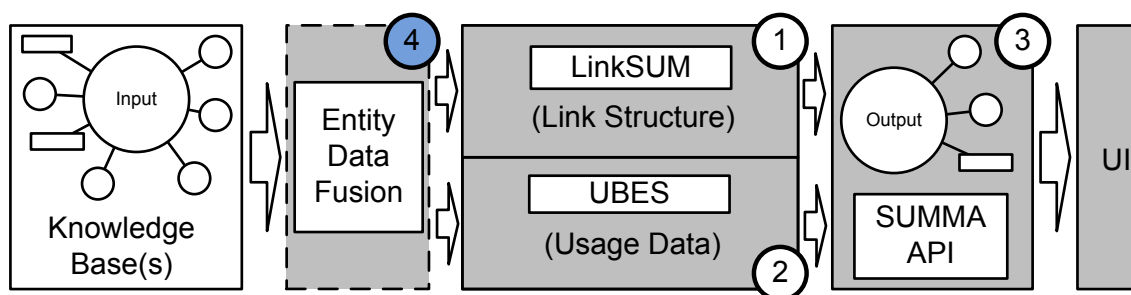 Input
Knowledge
Base(s)
4
Entity
Data
Fusion
1
LinkSUM
(Link Structure)
UBES
(Usage Data)
2
3
Output
SUMMA
API
UI